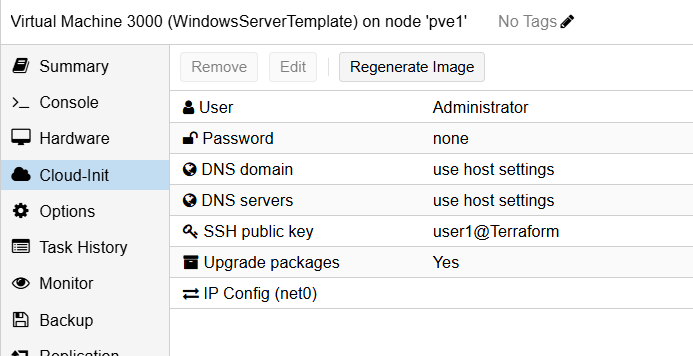 Virtual Machine 3000 (WindowsServerTemplate) on node 'pve1' No Tags
Summary
Console
Hardware
Cloud-Init
Options
Task History
Monitor
Backup
Replication
Remove Edit Regenerate Image
User Administrator
Password none
DNS domain use host settings
DNS servers use host settings
SSH public key user1@Terraform
Upgrade packages Yes
IP Config (net0)